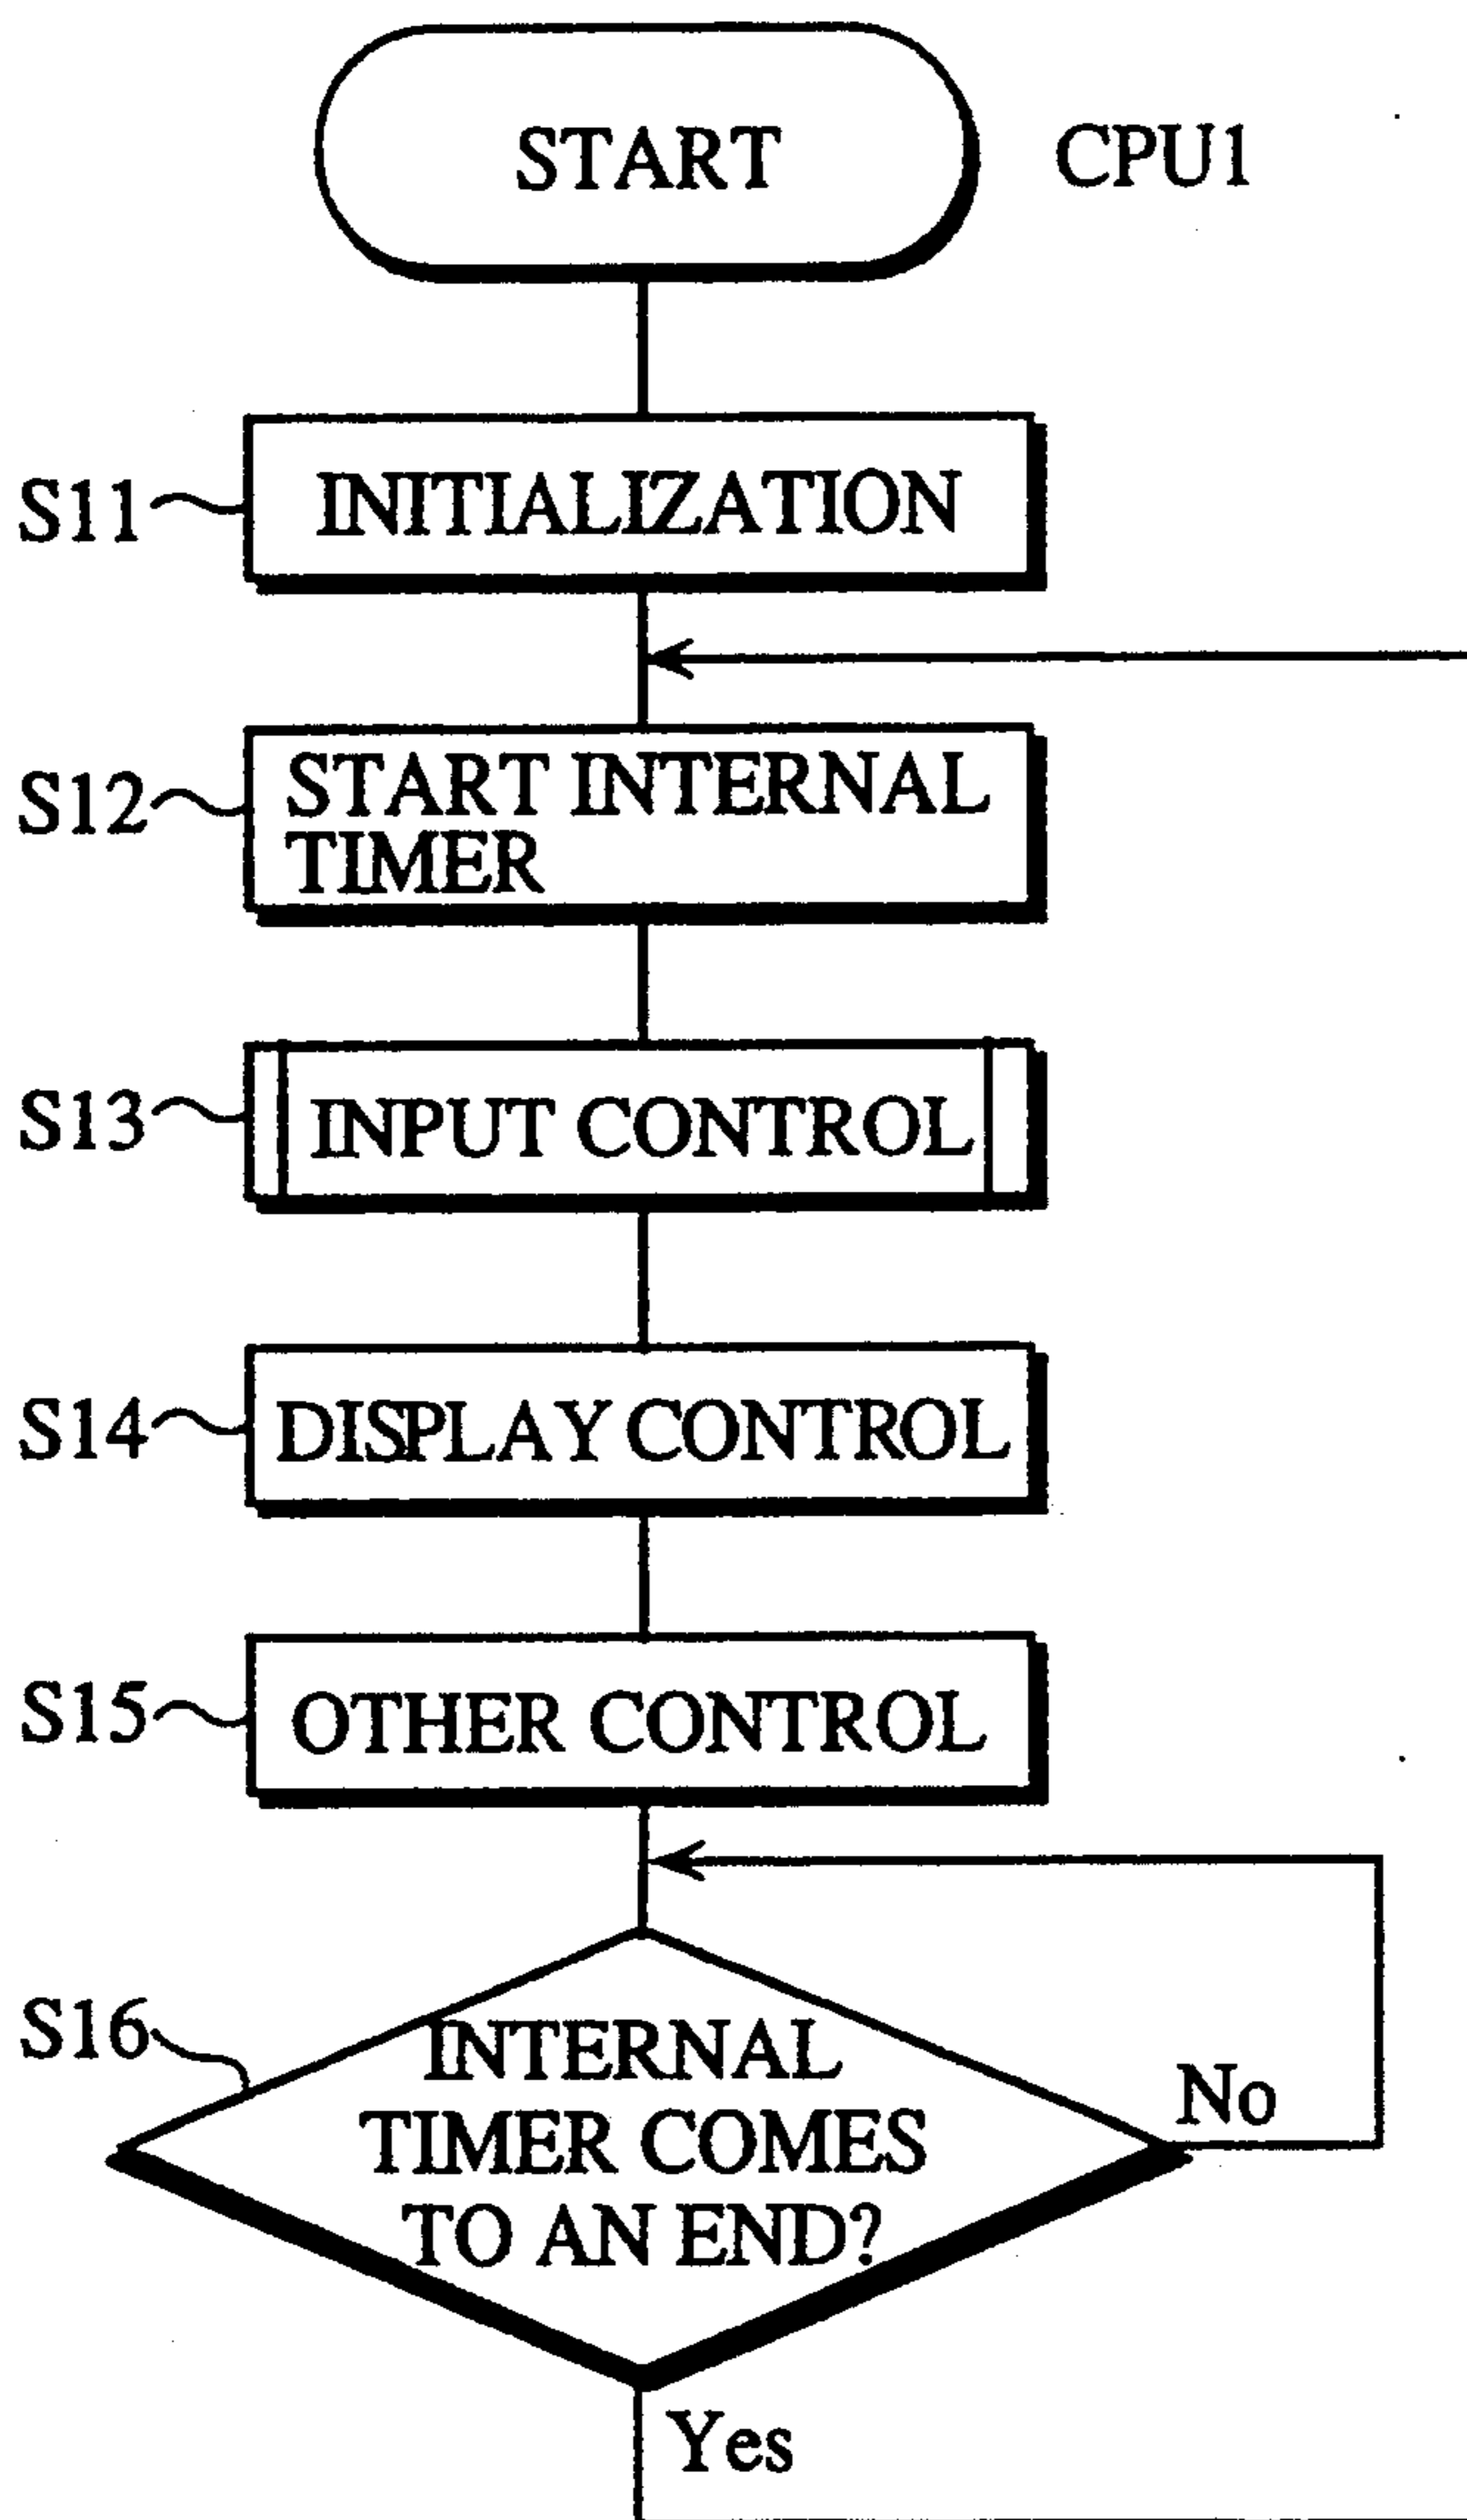 START
CPU1
S11
INITIALIZATION
S12
START INTERNAL
TIMER
S13
INPUT CONTROL
S14
DISPLAY CONTROL
S15
OTHER CONTROL
S16
INTERNAL
TIMER COMES
TO AN END?
No
Yes